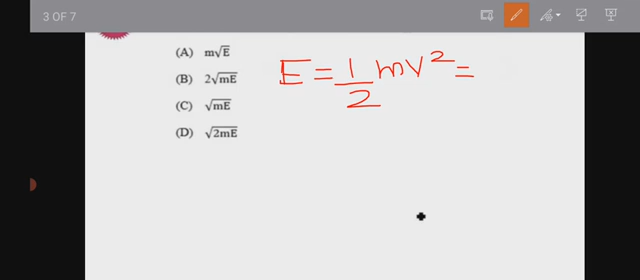 3 OF 7
(A) m√E
(B) 2√mE
(C) √mE
(D) √2mE
E = 1/2 mv² =